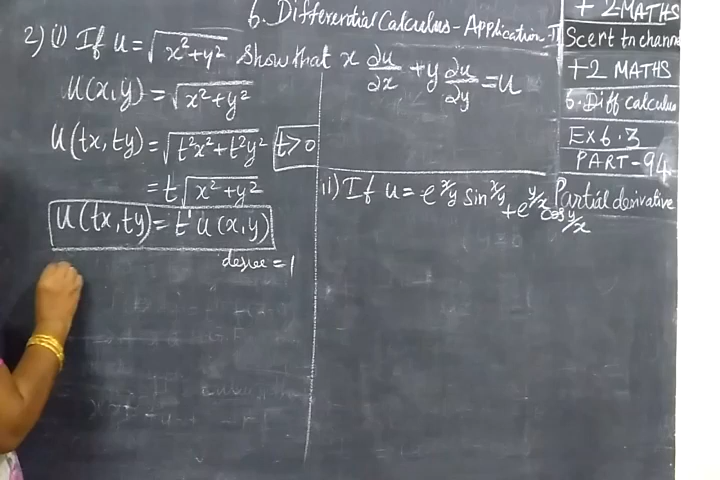 6. Differential Calculus - Application - II
2) (i) If u = √x²+y² show that x ∂u/∂x + y ∂u/∂y = u
u(x,y) = √x²+y²
u(tx, ty) = √t²x²+t²y² t>0
= t √x²+y²
u(tx,ty) = t¹ u(x,y)
degree = 1
ii) If u = e^x/y sin x/y + e^y/x cos y/x
+2 MATHS
Scert tn channe
+2 MATHS
6. Diff calculus
Ex 6.3
PART-94
Partial derivative